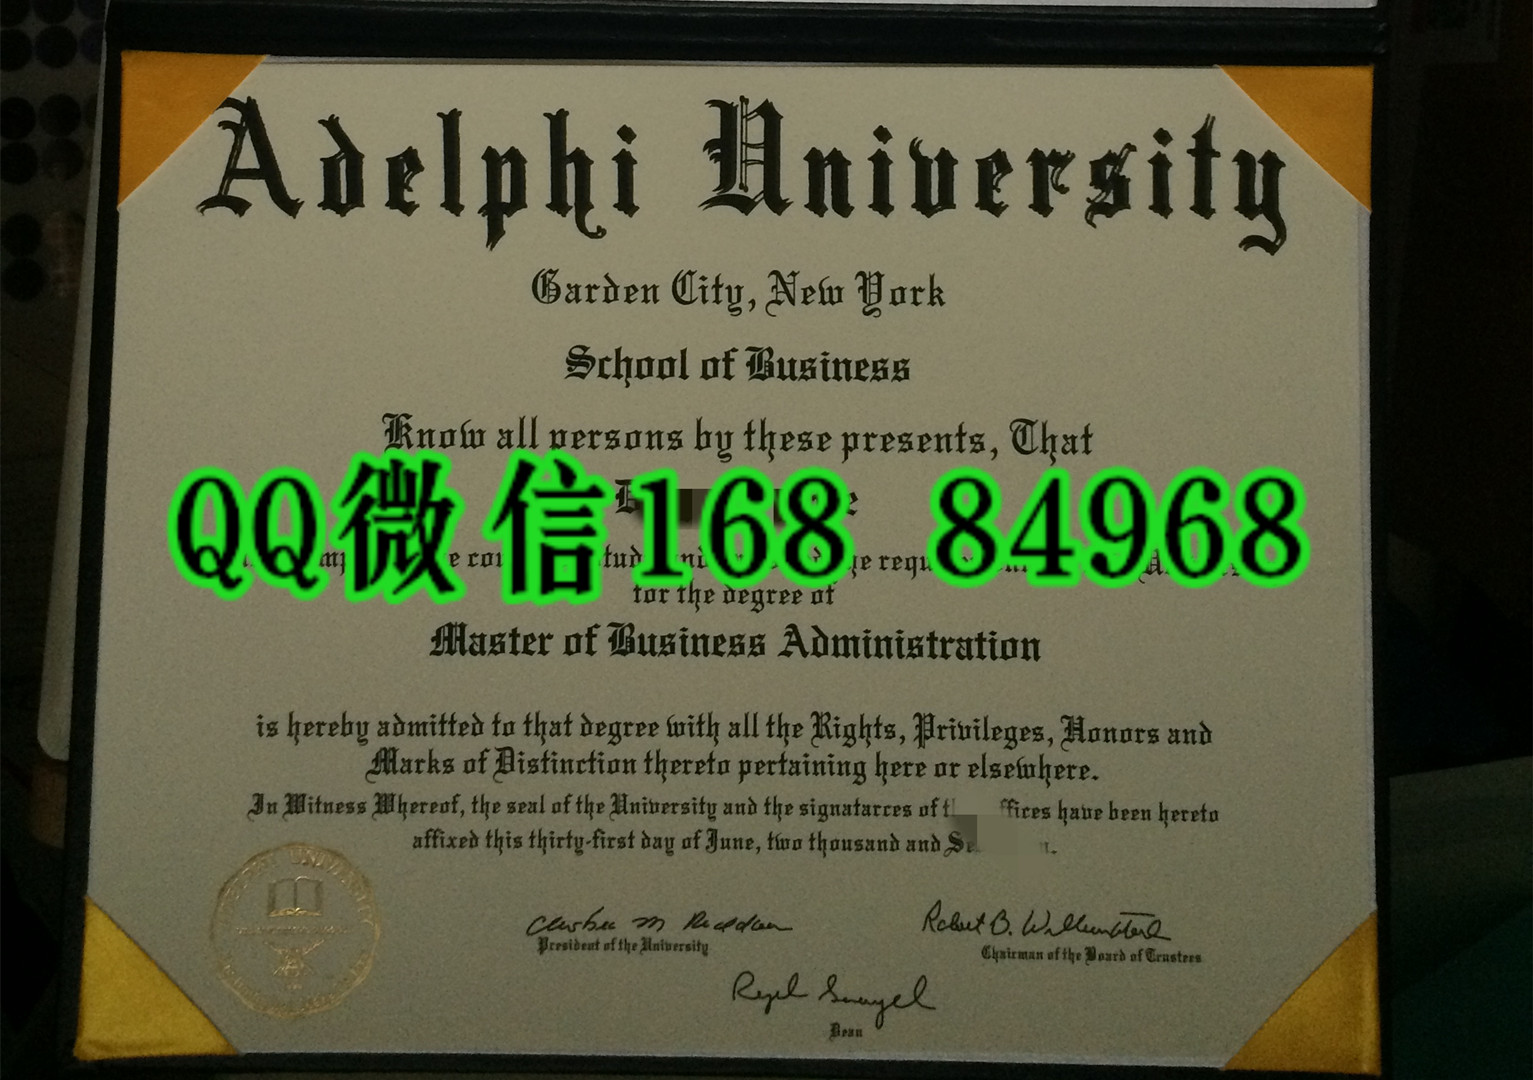 Adelphi University
Garden City, New York
School of Business
Know all persons by these presents, That
QQ微信168 84968
for the degree of
Master of Business Administration
is hereby admitted to that degree with all the Rights, Privileges, Honors and
Marks of Distinction thereto pertaining here or elsewhere.
In Witness Whereof, the seal of the University and the signatarces of have been hereto
affixed this thirty-first day of June, two thousand and
President of the University
Robert B. Willumstad
Chairman of the Board of Trustees
Dean